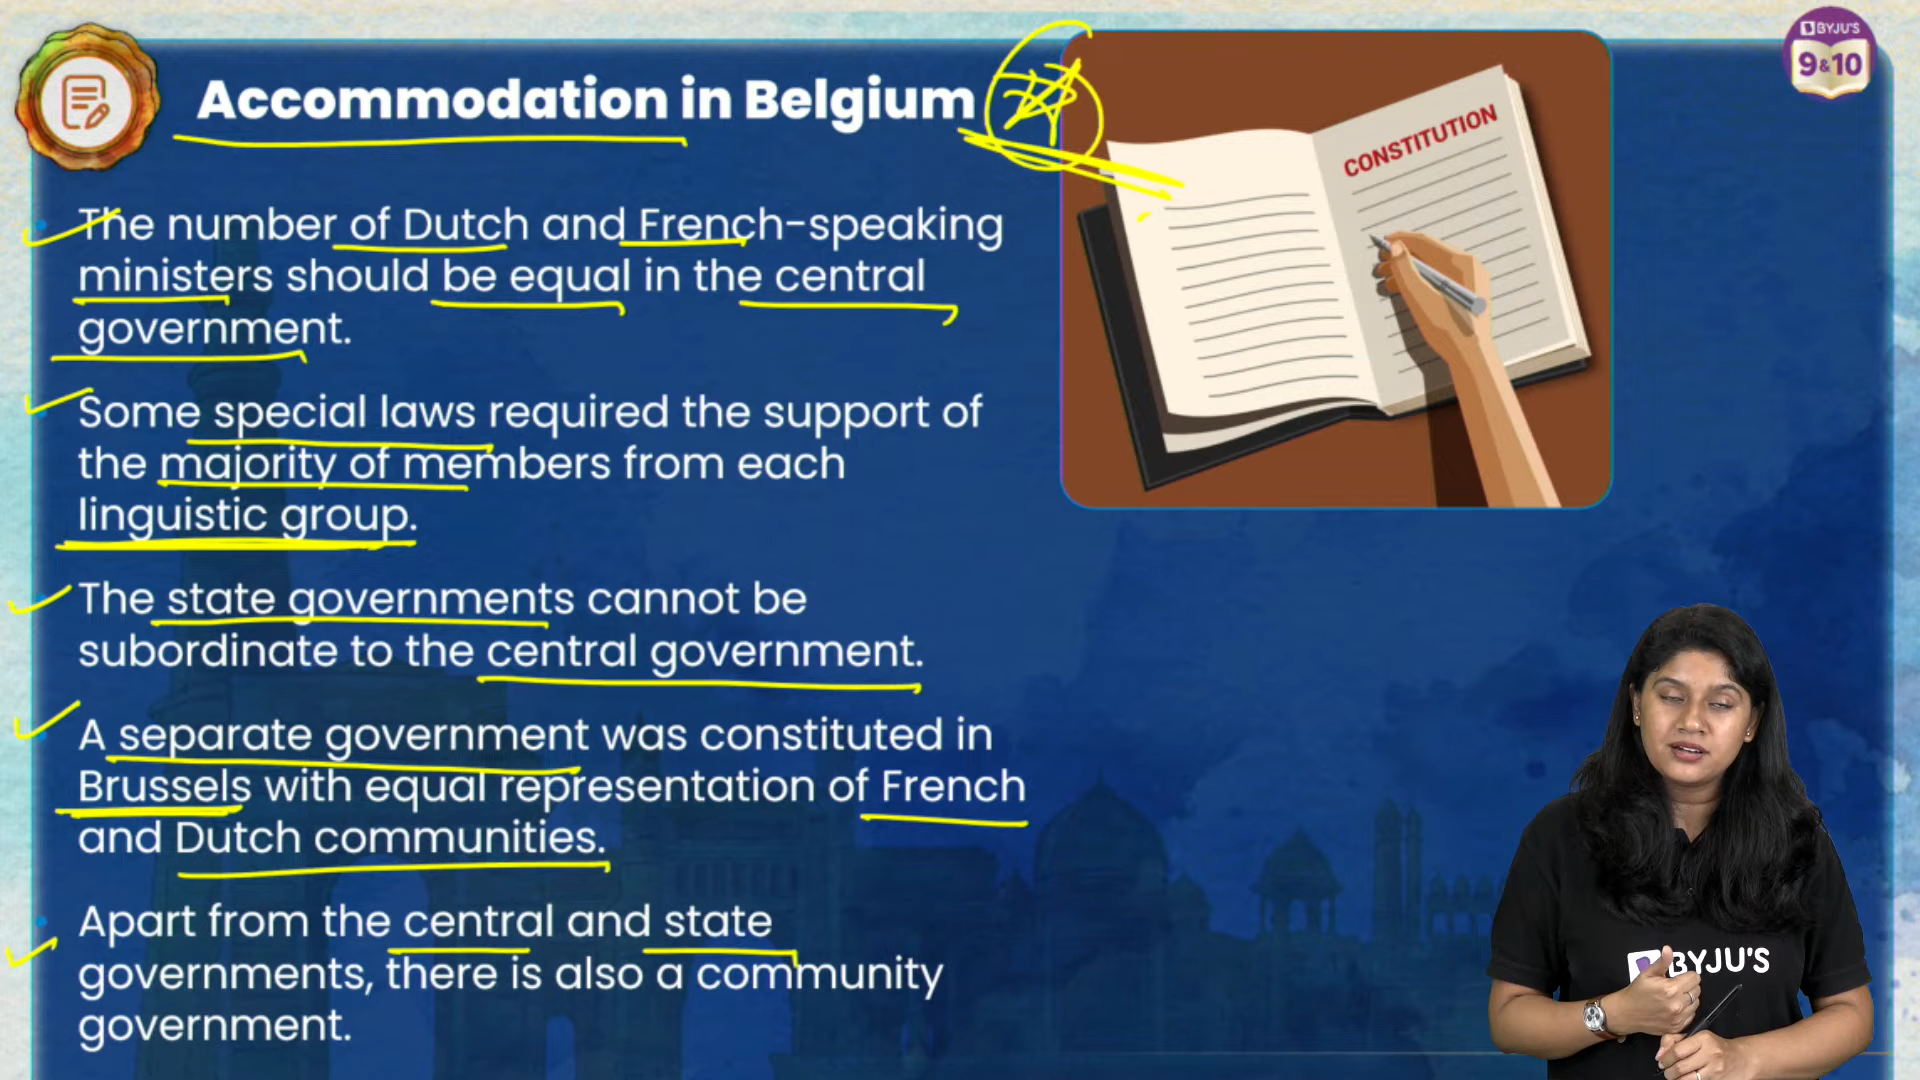 Accommodation in Belgium
The number of Dutch and French-speaking
ministers should be equal in the central
government.
Some special laws required the support of
the majority of members from each
linguistic group.
The state governments cannot be
subordinate to the central government.
A separate government was constituted in
Brussels with equal representation of French
and Dutch communities.
Apart from the central and state
governments, there is also a community
government.
CONSTITUTION
BYJU'S
9&10
BYJU'S